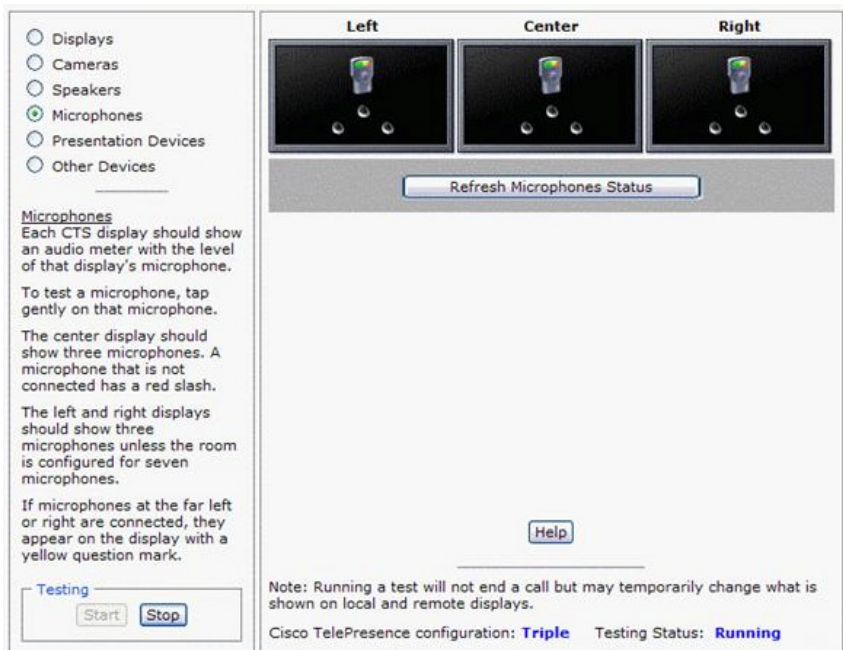 Displays
Cameras
Speakers
Microphones
Presentation Devices
Other Devices
Microphones
Each CTS display should show
an audio meter with the level
of that display's microphone.
To test a microphone, tap
gently on that microphone.
The center display should
show three microphones. A
microphone that is not
connected has a red slash.
The left and right displays
should show three
microphones unless the room
is configured for seven
microphones.
If microphones at the far left
or right are connected, they
appear on the display with a
yellow question mark.
Testing
Start Stop
Left Center Right
Refresh Microphones Status
Help
Note: Running a test will not end a call but may temporarily change what is
shown on local and remote displays.
Cisco TelePresence configuration: Triple Testing Status: Running